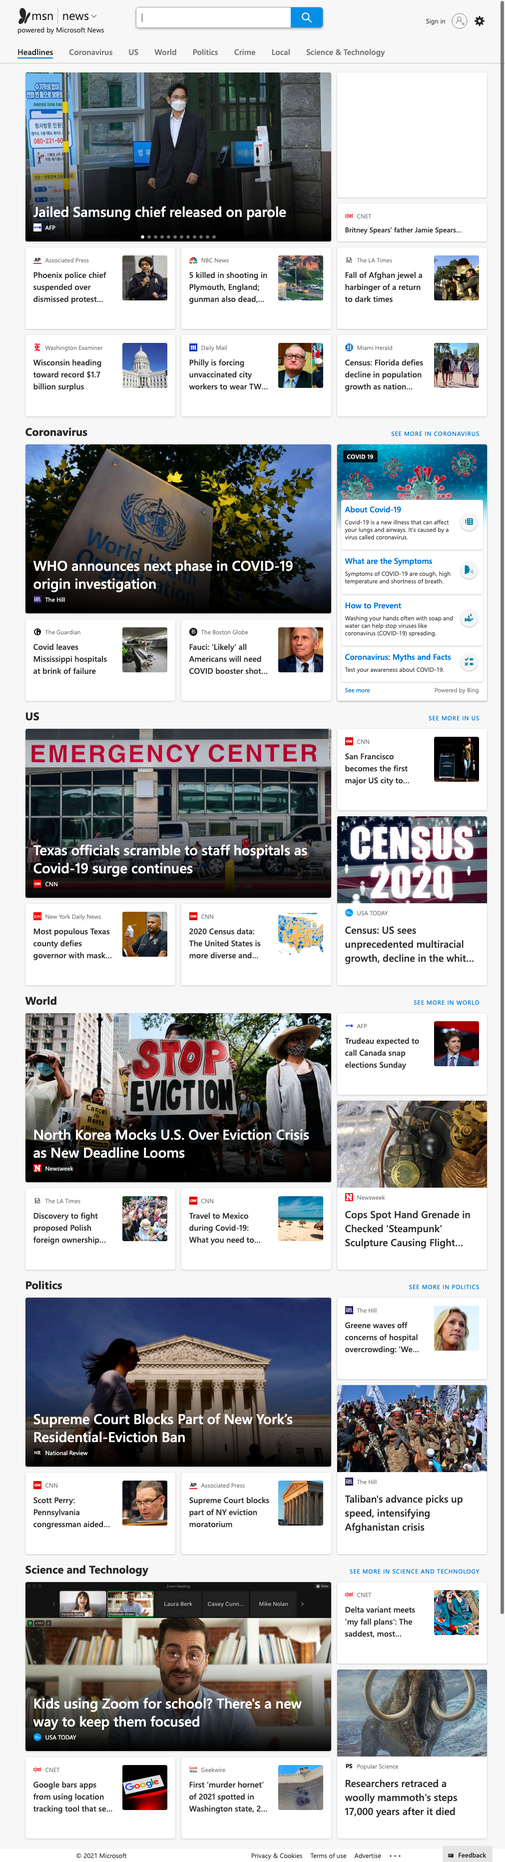 msn news
powered by Microsoft News
Sign in
Headlines Coronavirus US World Politics Crime Local Science & Technology
Jailed Samsung chief released on parole
AFP
CNET
Britney Spears' father Jamie Spears...
Associated Press
Phoenix police chief
suspended over
dismissed protest...
NBC News
5 killed in shooting in
Plymouth, England;
gunman also dead,...
The LA Times
Fall of Afghan jewel a
harbinger of a return
to dark times
Washington Examiner
Wisconsin heading
toward record $1.7
billion surplus
Daily Mail
Philly is forcing
unvaccinated city
workers to wear TW...
Miami Herald
Census: Florida defies
decline in population
growth as nation...
Coronavirus
SEE MORE IN CORONAVIRUS
World Health
Organization
WHO announces next phase in COVID-19
origin investigation
The Hill
COVID 19
About Covid-19
Covid-19 is a new illness that can affect
your lungs and airways. It's caused by a
virus called coronavirus.
What are the Symptoms
Symptoms of COVID-19 are cough, high
temperature and shortness of breath.
How to Prevent
Washing your hands often with soap and
water can help stop viruses like
coronavirus (COVID-19) spreading.
Coronavirus: Myths and Facts
Test your awareness about COVID-19.
See more
Powered by Bing
The Guardian
Covid leaves
Mississippi hospitals
at brink of failure
The Boston Globe
Fauci: 'Likely' all
Americans will need
COVID booster shot...
US
SEE MORE IN US
EMERGENCY CENTER
Texas officials scramble to staff hospitals as
Covid-19 surge continues
CNN
CNN
San Francisco
becomes the first
major US city to...
CENSUS
2020
USA TODAY
Census: US sees
unprecedented multiracial
growth, decline in the whit...
New York Daily News
Most populous Texas
county defies
governor with mask...
CNN
2020 Census data:
The United States is
more diverse and...
World
SEE MORE IN WORLD
STOP
EVICTION
Cancel
Rents
North Korea Mocks U.S. Over Eviction Crisis
as New Deadline Looms
Newsweek
AFP
Trudeau expected to
call Canada snap
elections Sunday
Newsweek
Cops Spot Hand Grenade in
Checked 'Steampunk'
Sculpture Causing Flight...
The LA Times
Discovery to fight
proposed Polish
foreign ownership...
CNN
Travel to Mexico
during Covid-19:
What you need to...
Politics
SEE MORE IN POLITICS
Supreme Court Blocks Part of New York's
Residential-Eviction Ban
NR National Review
The Hill
Greene waves off
concerns of hospital
overcrowding: 'We...
The Hill
Taliban's advance picks up
speed, intensifying
Afghanistan crisis
CNN
Scott Perry:
Pennsylvania
congressman aided...
Associated Press
Supreme Court blocks
part of NY eviction
moratorium
Science and Technology
SEE MORE IN SCIENCE AND TECHNOLOGY
Zoom Meeting
Laura Berk Casey Cunn... Mike Nolan
Kids using Zoom for school? There's a new
way to keep them focused
USA TODAY
CNET
Delta variant meets
'my fall plans': The
saddest, most...
Popular Science
Researchers retraced a
woolly mammoth's steps
17,000 years after it died
CNET
Google bars apps
from using location
tracking tool that se...
Google
Geekwire
First 'murder hornet'
of 2021 spotted in
Washington state, 2...
© 2021 Microsoft
Privacy & Cookies Terms of use Advertise ...
Feedback